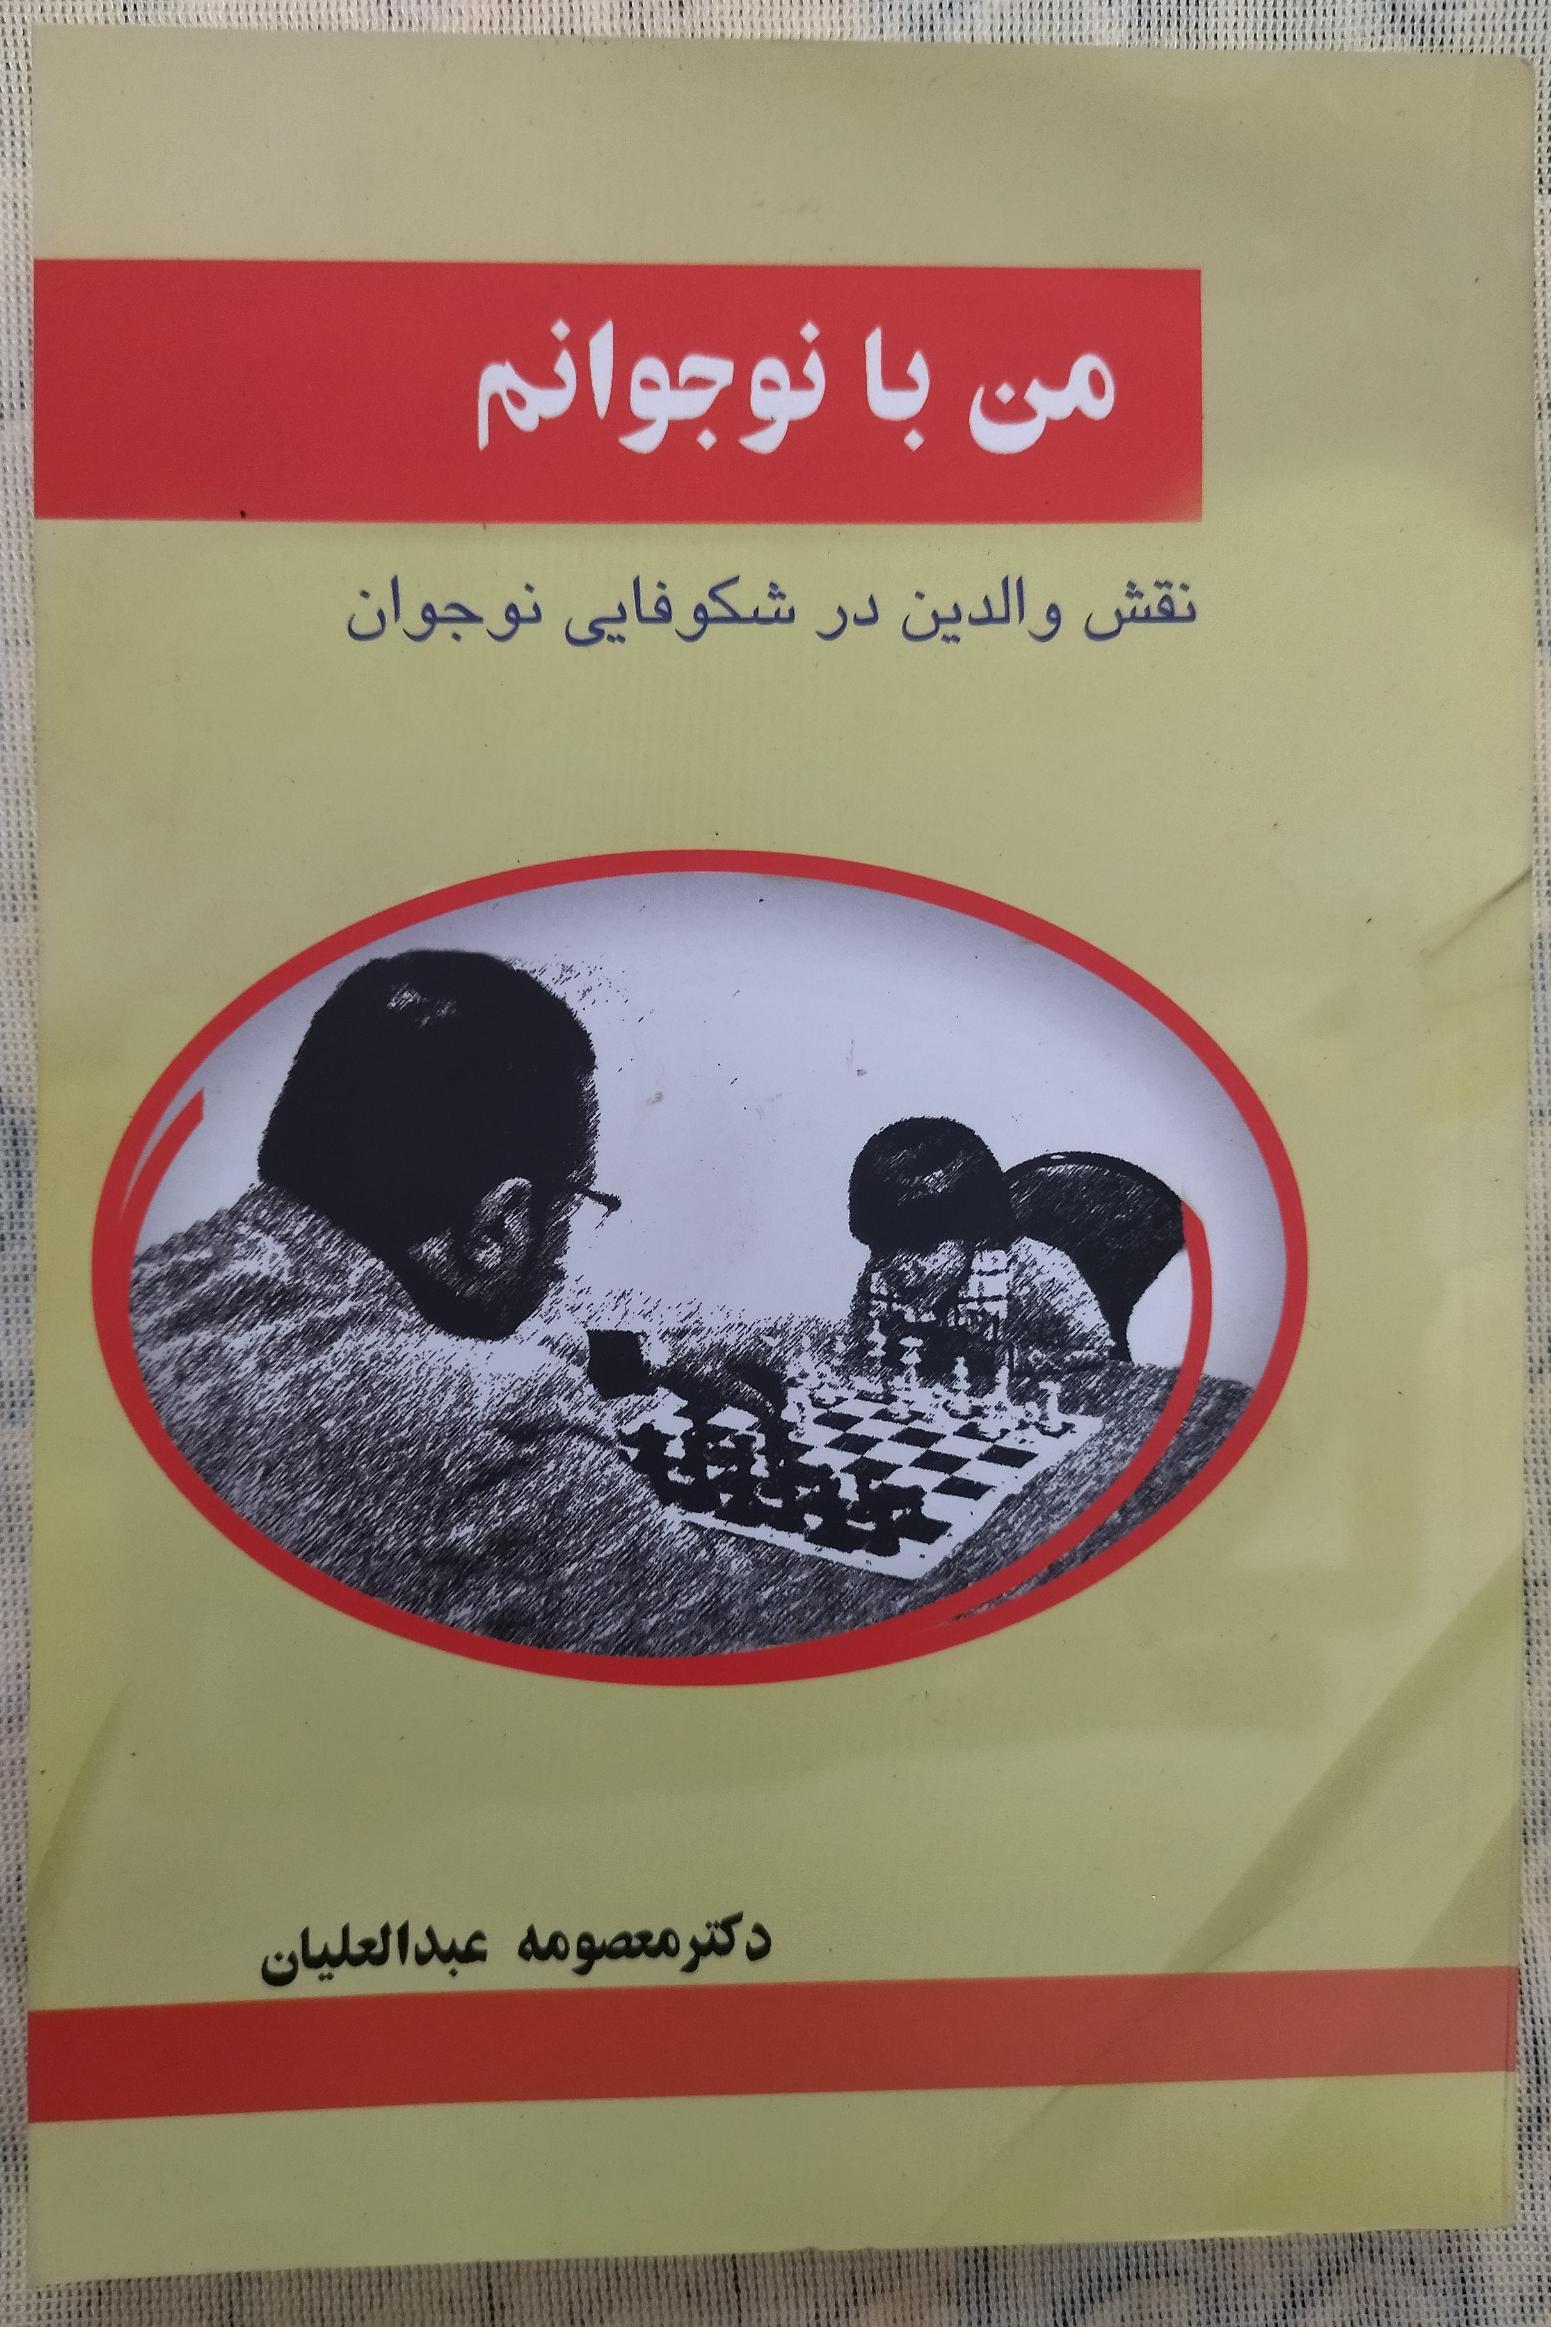 من با نوجوانم
نقش والدین در شکوفایی نوجوان
دکترمعصومه عبدالعلیان